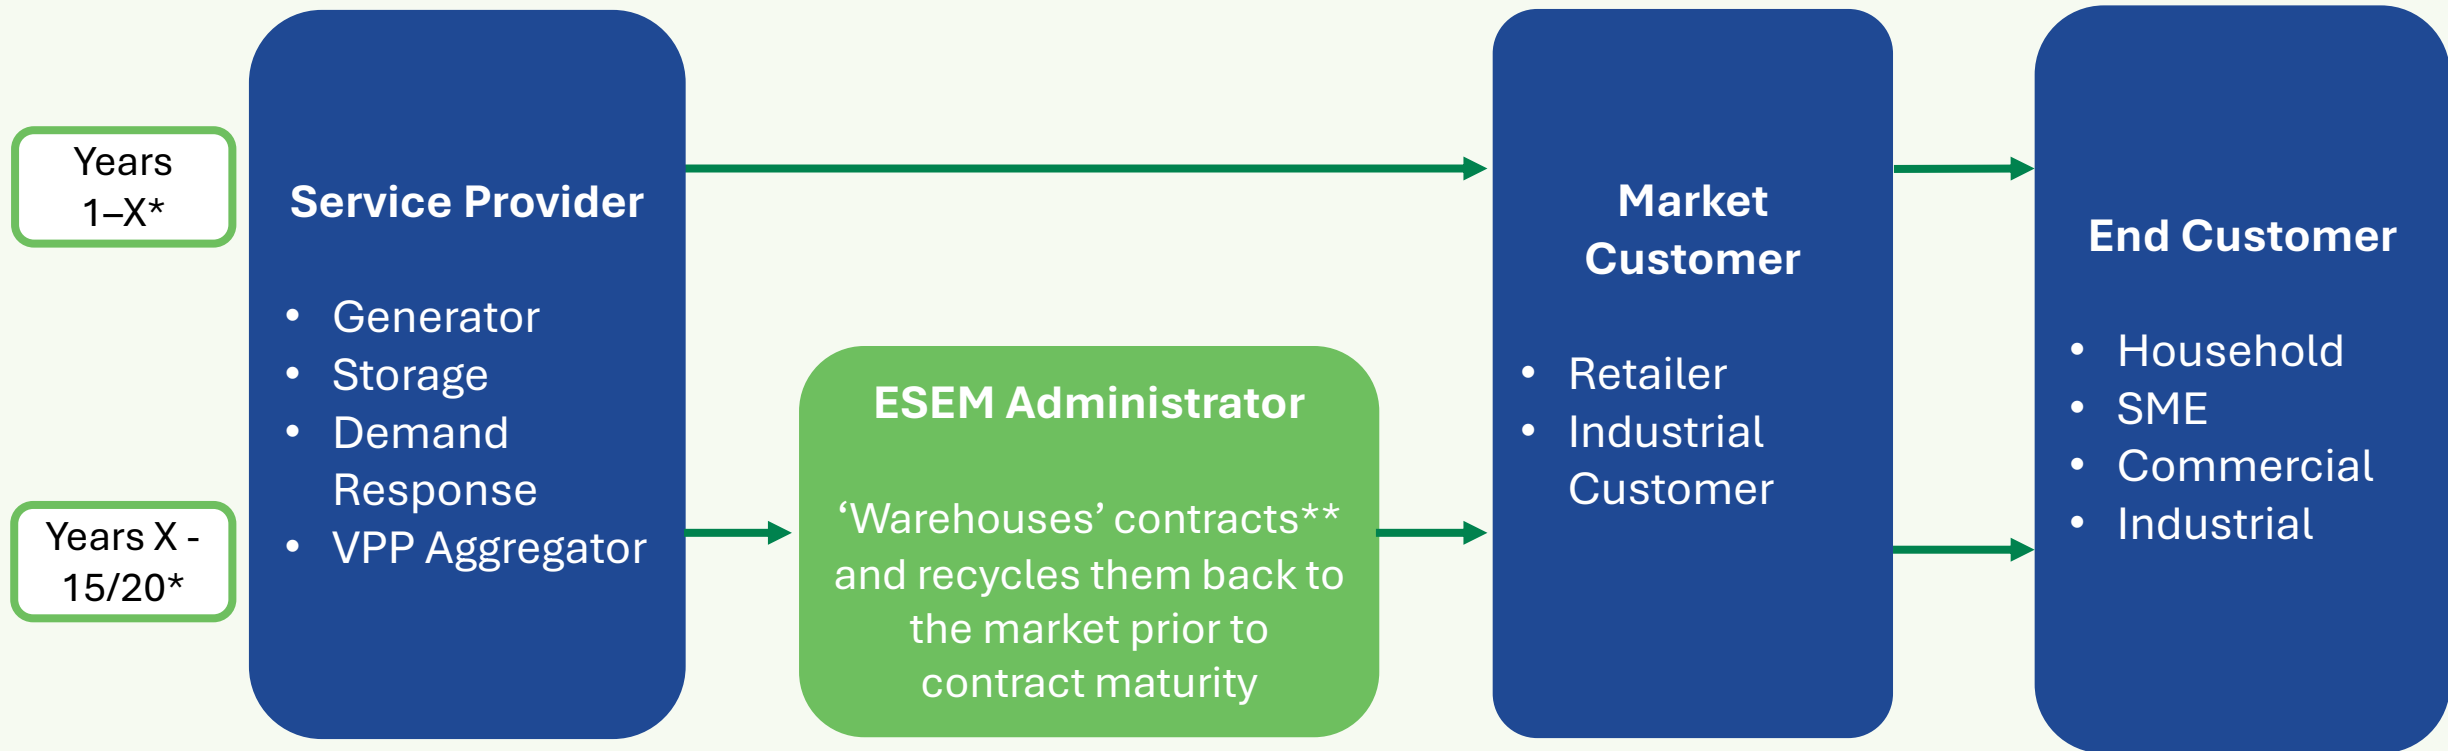 Years
1–X*
Years X -
15/20*
Service Provider
• Generator
• Storage
• Demand
Response
• VPP Aggregator
ESEM Administrator
‘Warehouses’ contracts**
and recycles them back to
the market prior to
contract maturity
Market
Customer
• Retailer
• Industrial
Customer
End Customer
• Household
• SME
• Commercial
• Industrial